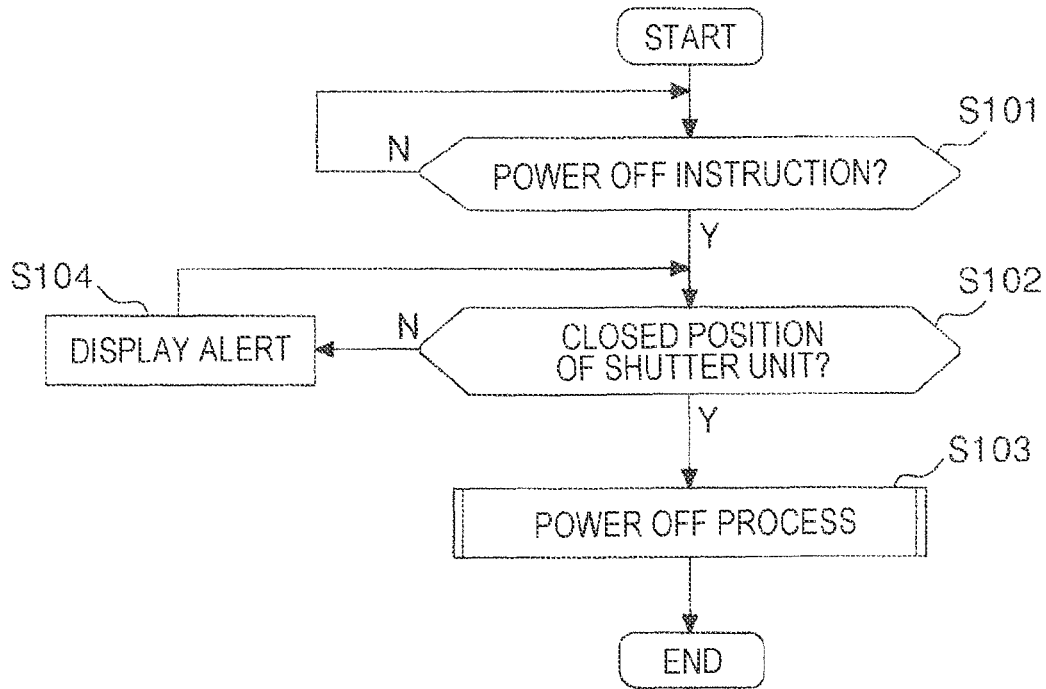 START
S101
N
POWER OFF INSTRUCTION?
Y
S104
S102
N
DISPLAY ALERT
CLOSED POSITION
OF SHUTTER UNIT?
Y
S103
POWER OFF PROCESS
END